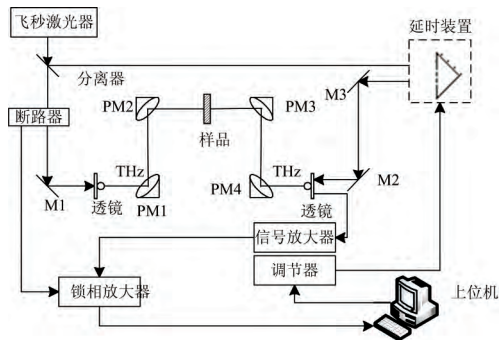 飞秒激光器
延时装置
分离器
PM2
PM3
M3
断路器
样品
THz
THz
M1
透镜
PM1
PM4
透镜
M2
信号放大器
调节器
锁相放大器
上位机